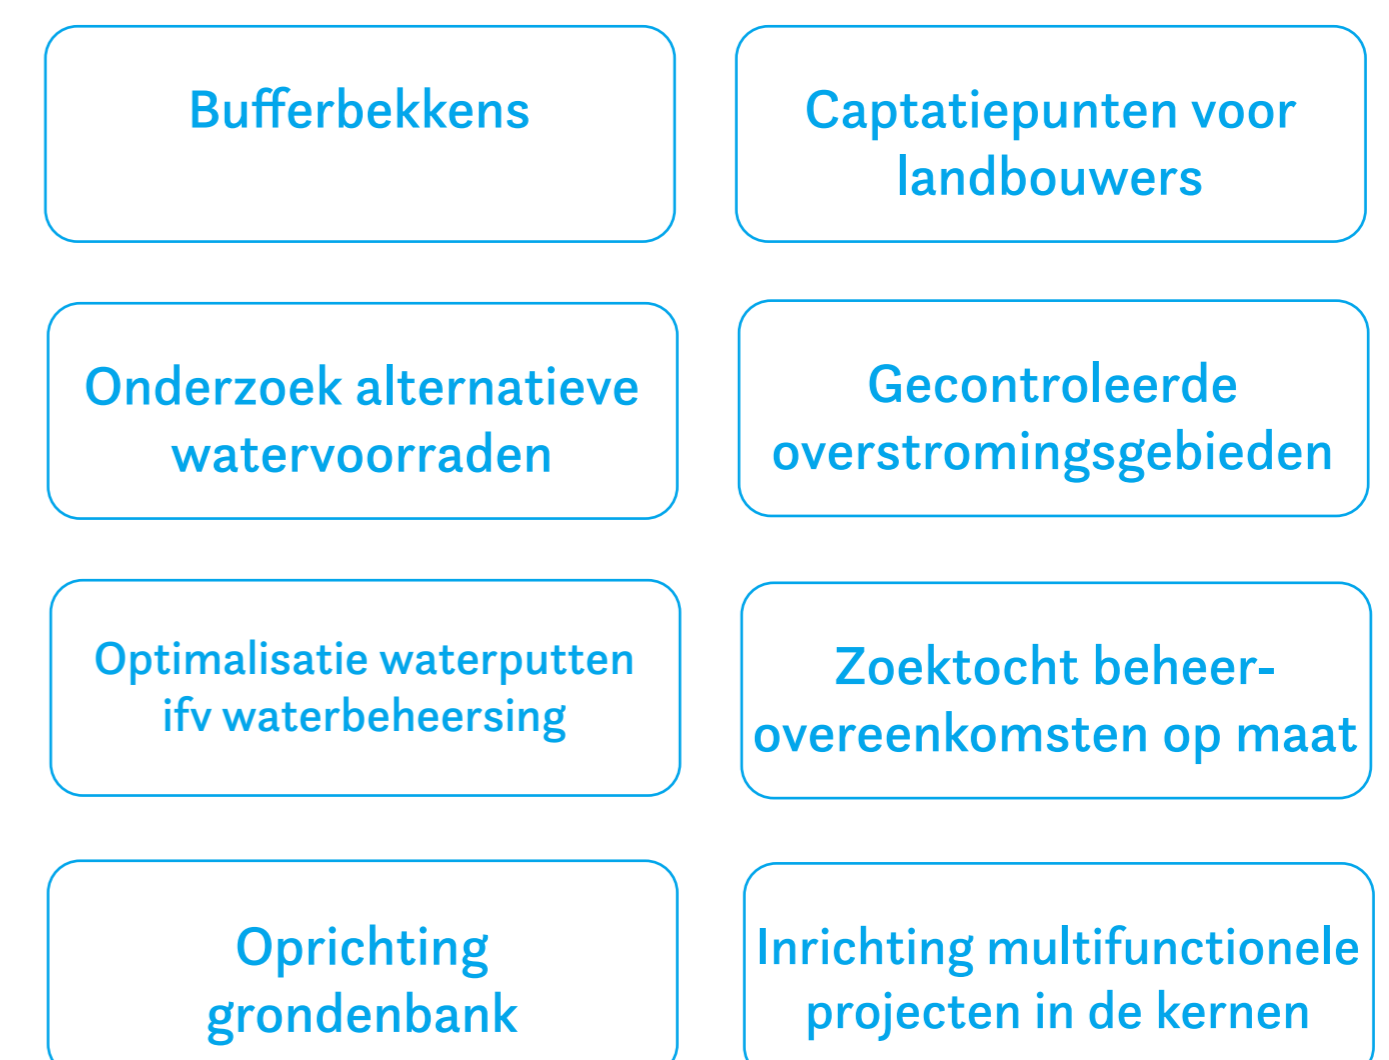 Bufferbekkens
Captatiepunten voor
landbouwers
Onderzoek alternatieve
watervoorraden
Gecontroleerde
overstromingsgebieden
Optimalisatie waterputten
ifv waterbeheersing
Zoektocht beheer-
overeenkomsten op maat
Oprichting
grondenbank
Inrichting multifunctionele
projecten in de kernen